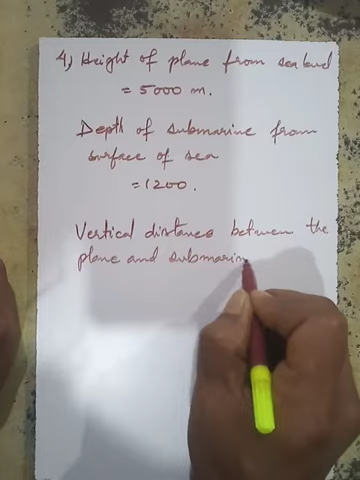 4) Height of plane from sea level
= 5000 m.
Depth of submarine from
surface of sea
= 1200.
Vertical distance between the
plane and submarin